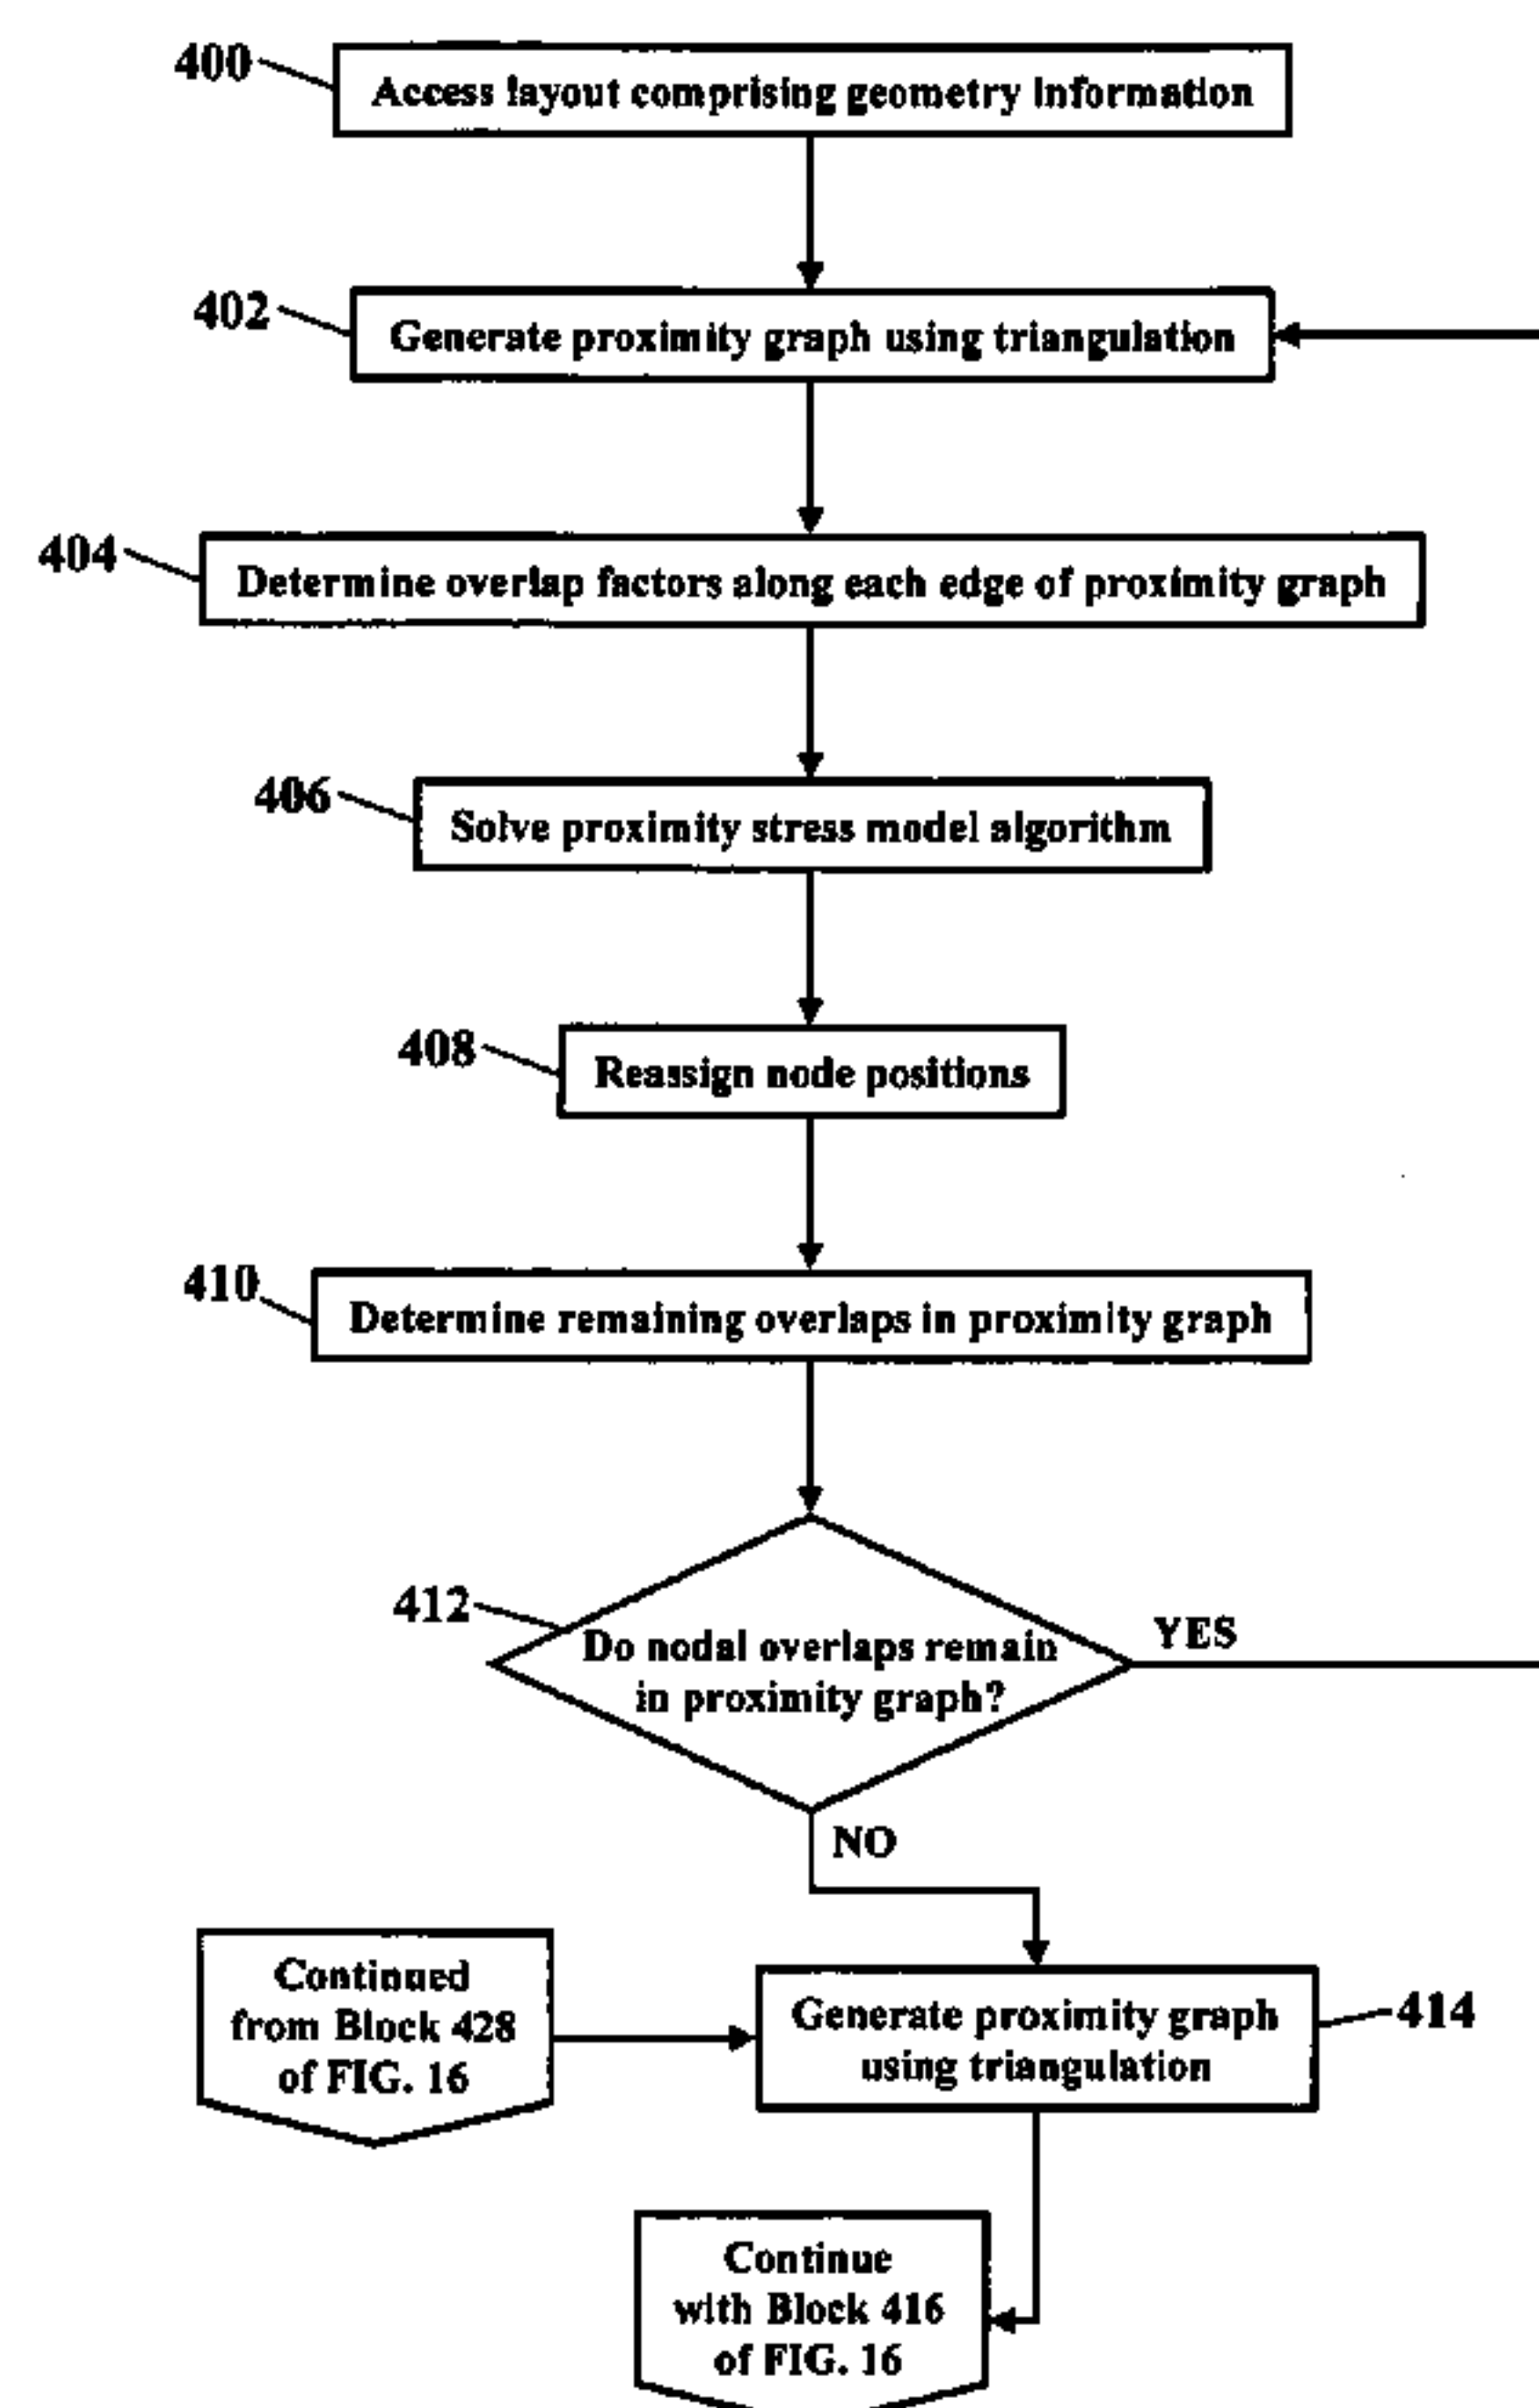 400
Access layout comprising geometry information
402
Generate proximity graph using triangulation
404
Determine overlap factors along each edge of proximity graph
406
Solve proximity stress model algorithm
408
Reassign node positions
410
Determine remaining overlaps in proximity graph
412
Do nodal overlaps remain
in proximity graph?
YES
NO
Continued
from Block 428
of FIG. 16
Generate proximity graph
using triangulation
414
Continue
with Block 416
of FIG. 16